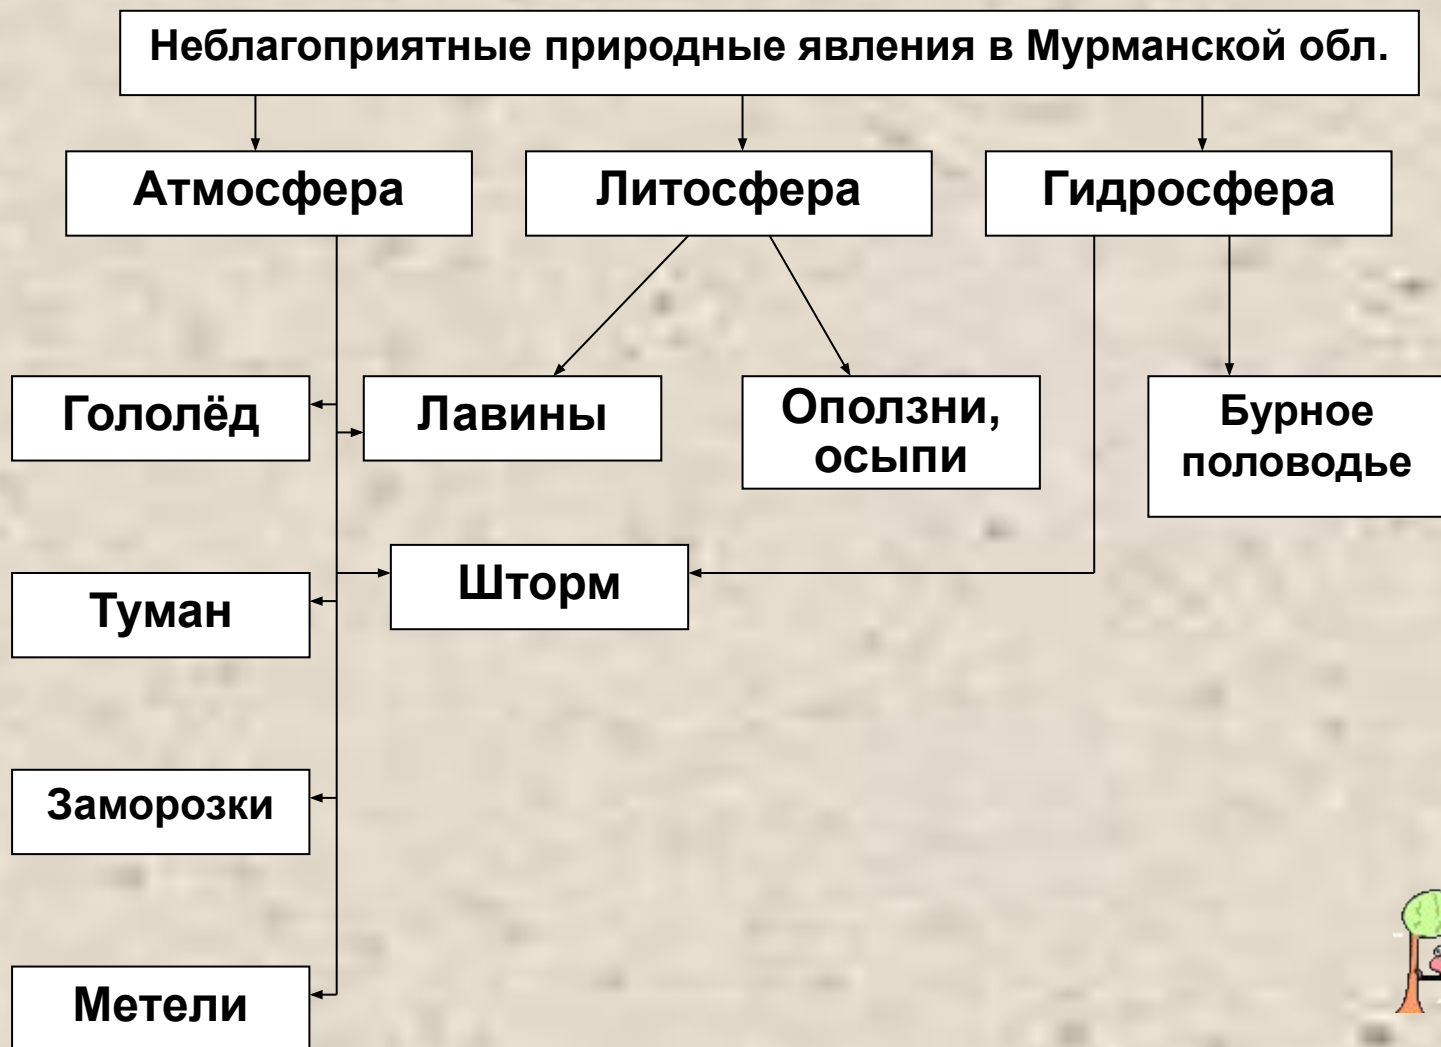 Неблагоприятные природные явления в Мурманской обл.
Атмосфера
Литосфера
Гидросфера
Гололёд
Лавины
Оползни,
осыпи
Бурное
половодье
Шторм
Туман
Заморозки
Метели